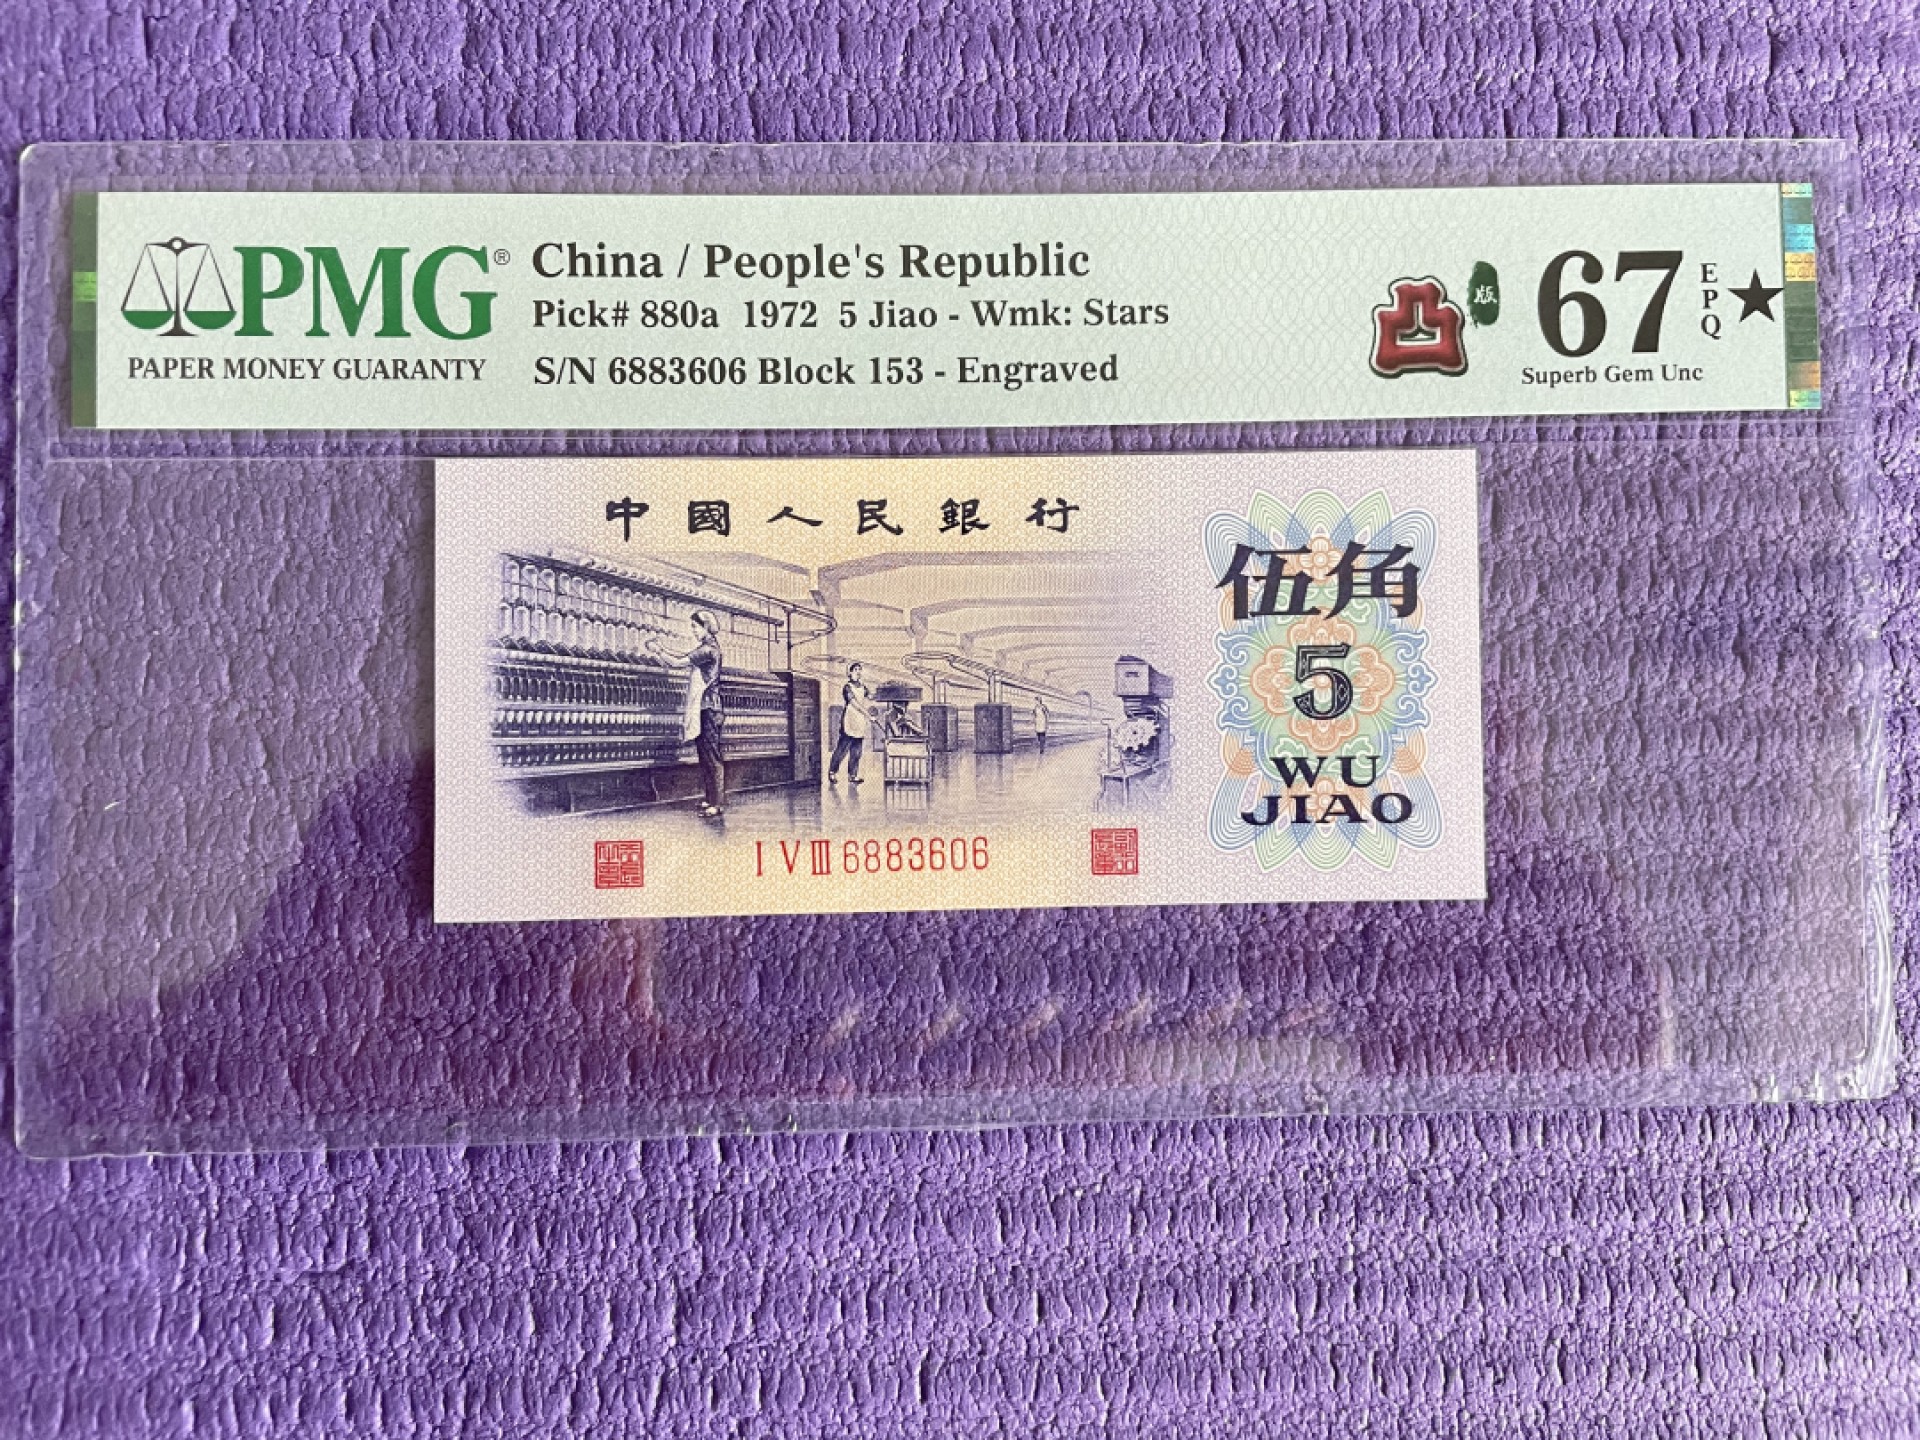 PMG®
PAPER MONEY GUARANTY
China / People's Republic
Pick# 880a 1972 5 Jiao - Wmk: Stars
S/N 6883606 Block 153 - Engraved
凸
版
67
EPQ
★
Superb Gem Unc
中國人民銀行
伍角
5
WU
JIAO
I V III 6883606